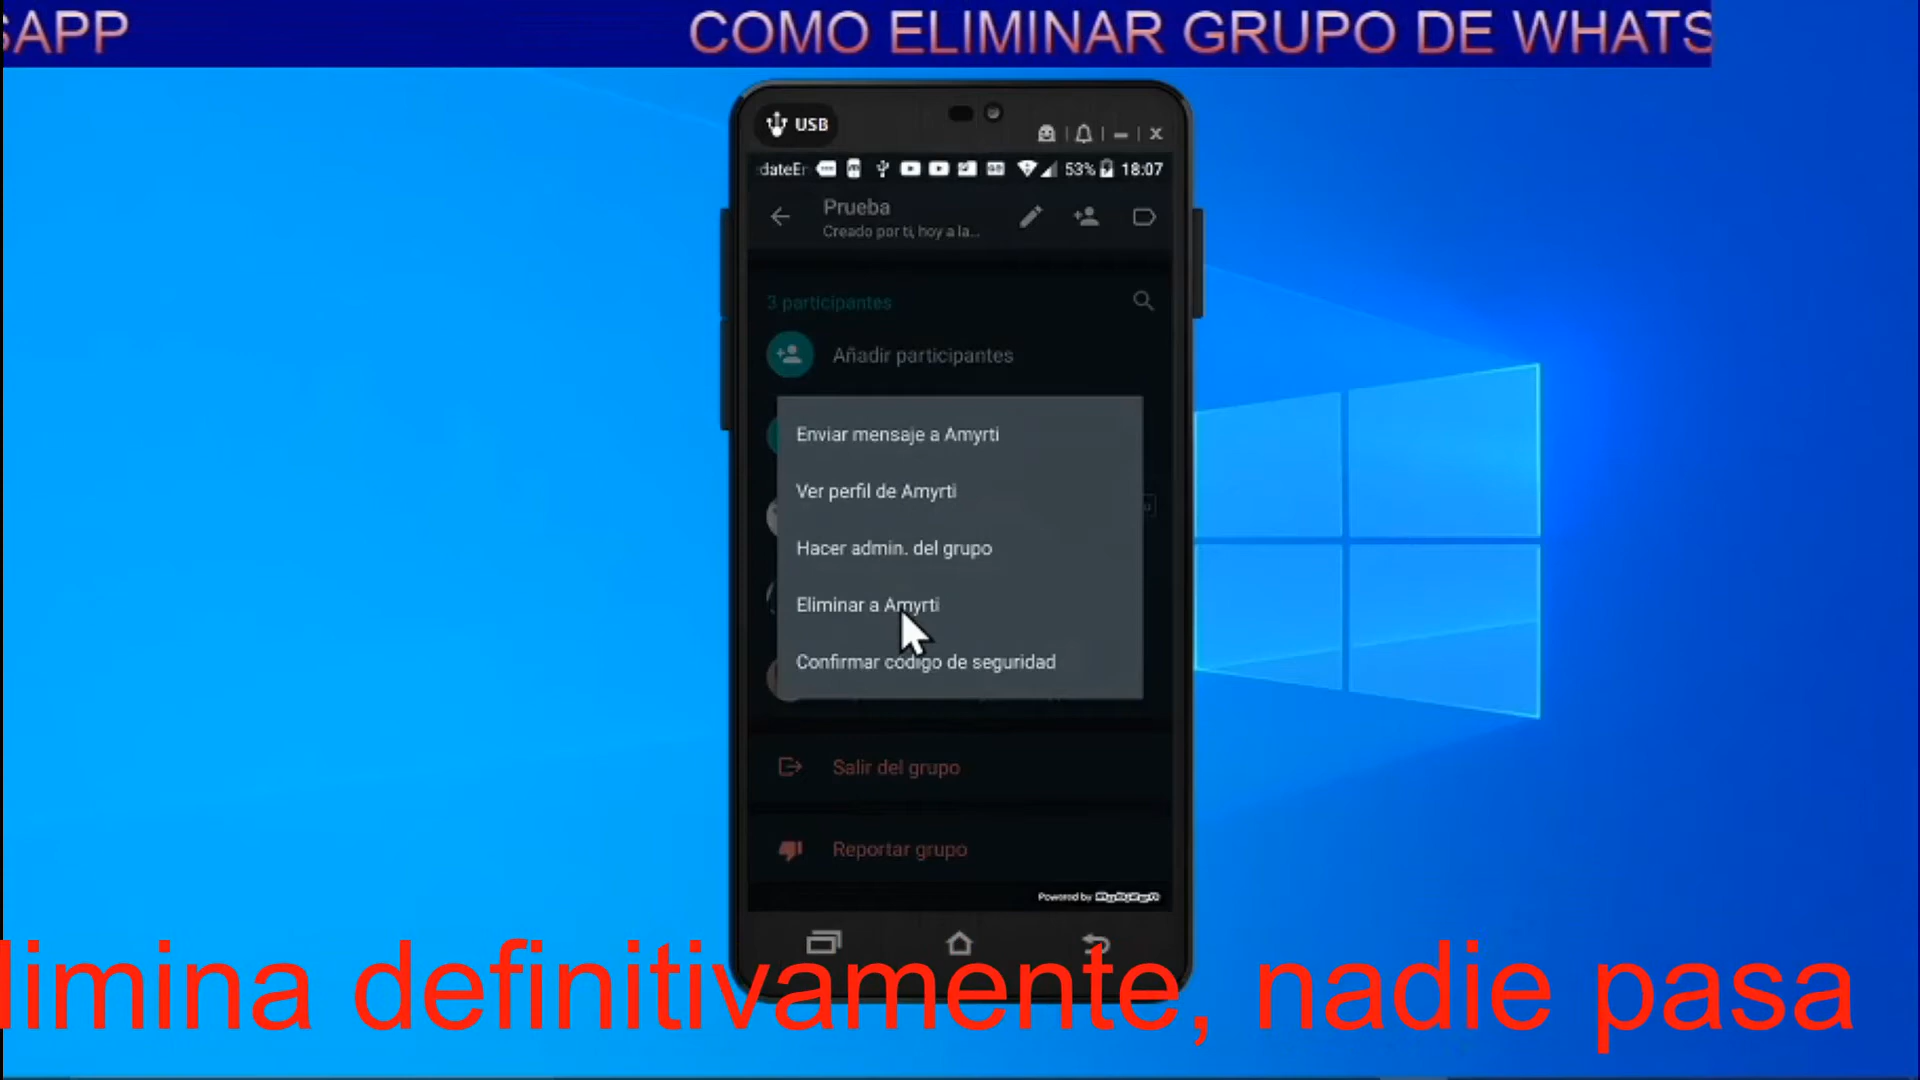 SAPP COMO ELIMINAR GRUPO DE WHATS
USB
53% 18:07
Prueba
Creado por ti, hoy a la...
3 participantes
Añadir participantes
Enviar mensaje a Amyrti
Ver perfil de Amyrti
Hacer admin. del grupo
Eliminar a Amyrti
Confirmar código de seguridad
Salir del grupo
Reportar grupo
Powered by
limina definitivamente, nadie pasa